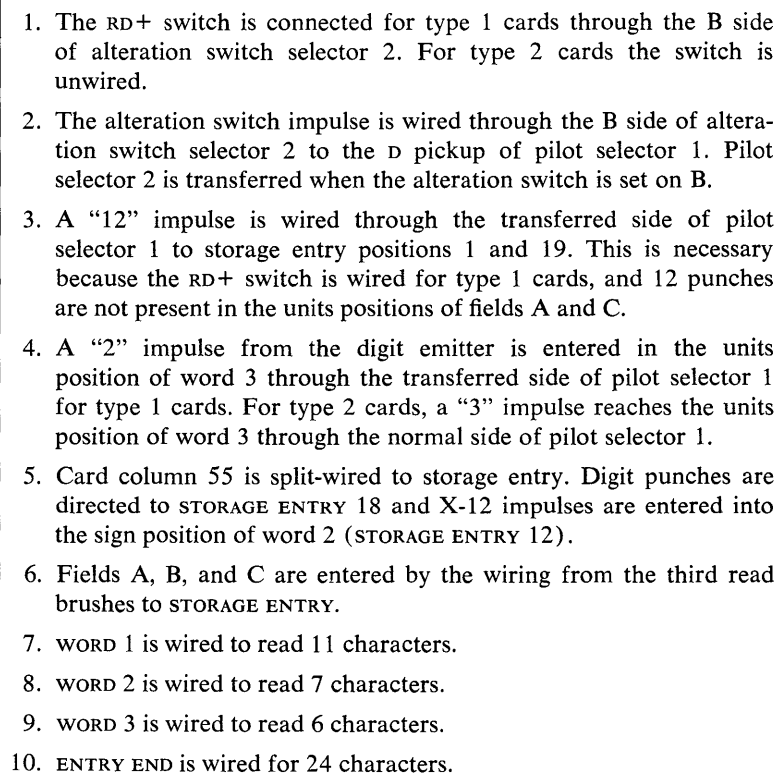 1. The RD+ switch is connected for type 1 cards through the B side
of alteration switch selector 2. For type 2 cards the switch is
unwired.
2. The alteration switch impulse is wired through the B side of altera-
tion switch selector 2 to the D pickup of pilot selector 1. Pilot
selector 2 is transferred when the alteration switch is set on B.
3. A “12” impulse is wired through the transferred side of pilot
selector 1 to storage entry positions 1 and 19. This is necessary
because the RD+ switch is wired for type 1 cards, and 12 punches
are not present in the units positions of fields A and C.
4. A “2” impulse from the digit emitter is entered in the units
position of word 3 through the transferred side of pilot selector 1
for type 1 cards. For type 2 cards, a “3” impulse reaches the units
position of word 3 through the normal side of pilot selector 1.
5. Card column 55 is split-wired to storage entry. Digit punches are
directed to STORAGE ENTRY 18 and X-12 impulses are entered into
the sign position of word 2 (STORAGE ENTRY 12).
6. Fields A, B, and C are entered by the wiring from the third read
brushes to STORAGE ENTRY.
7. WORD 1 is wired to read 11 characters.
8. WORD 2 is wired to read 7 characters.
9. WORD 3 is wired to read 6 characters.
10. ENTRY END is wired for 24 characters.